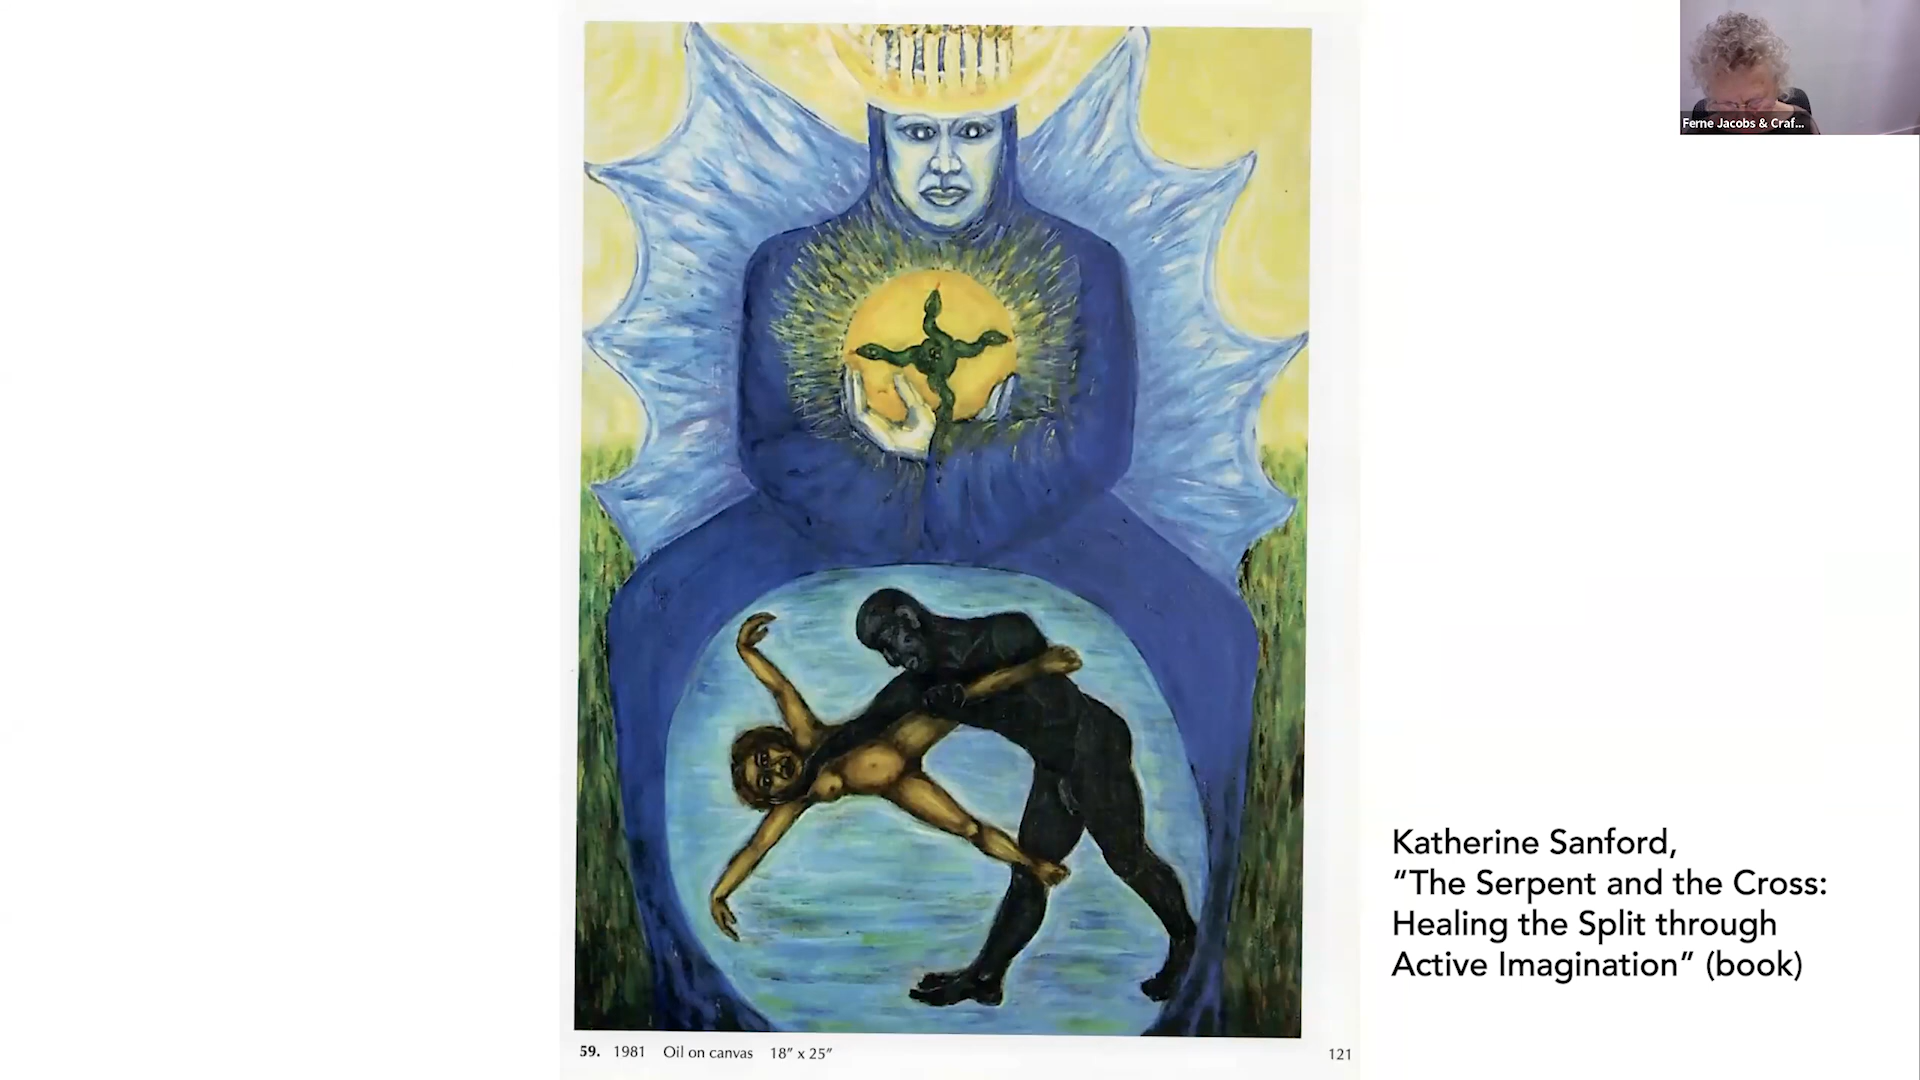 Ferne Jacobs & Craf...
Katherine Sanford,
“The Serpent and the Cross:
Healing the Split through
Active Imagination” (book)
59. 1981 Oil on canvas 18” x 25”
121